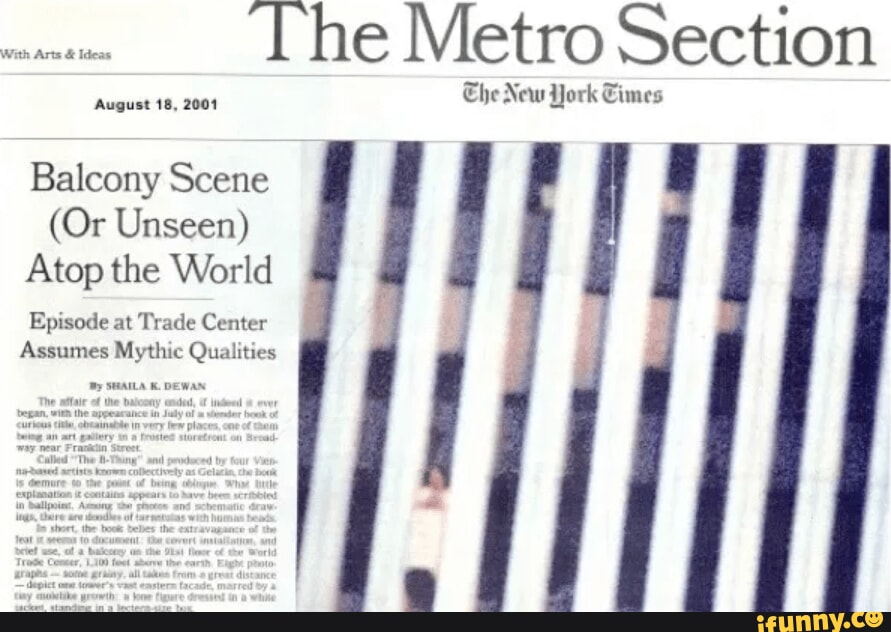 The Metro Section
With Arts & Ideas
The New York Times
August 18, 2001
Balcony Scene
(Or Unseen)
Atop the World
Episode at Trade Center
Assumes Mythic Qualities
By SHAILA K. DEWAN
The affair of the balcony ended, if indeed it ever
began, with the appearance in July of a slender book of
curious title, obtainable in very few places, one of them
being an art gallery in a frosted storefront on Broad-
way near Franklin Street.
Called "The B-Thing" and produced by four Vien-
na-based artists known collectively as Gelatin, the book
is demure to the point of being oblique. What little
explanation it contains appears to have been scribbled
in ballpoint. Among the photos and schematic draw-
ings, there are doodles of tarantulas with human heads.
In short, the book belies the extravagance of the
feat it seems to document: the covert installation, and
brief use, of a balcony on the 91st floor of the World
Trade Center, 1,100 feet above the earth. Eight photo-
graphs — some grainy, all taken from a great distance
— depict one tower's vast eastern facade, marred by a
tiny molelike growth: a lone figure dressed in a white
jacket, standing in a lectern-size box.
ifunny.co